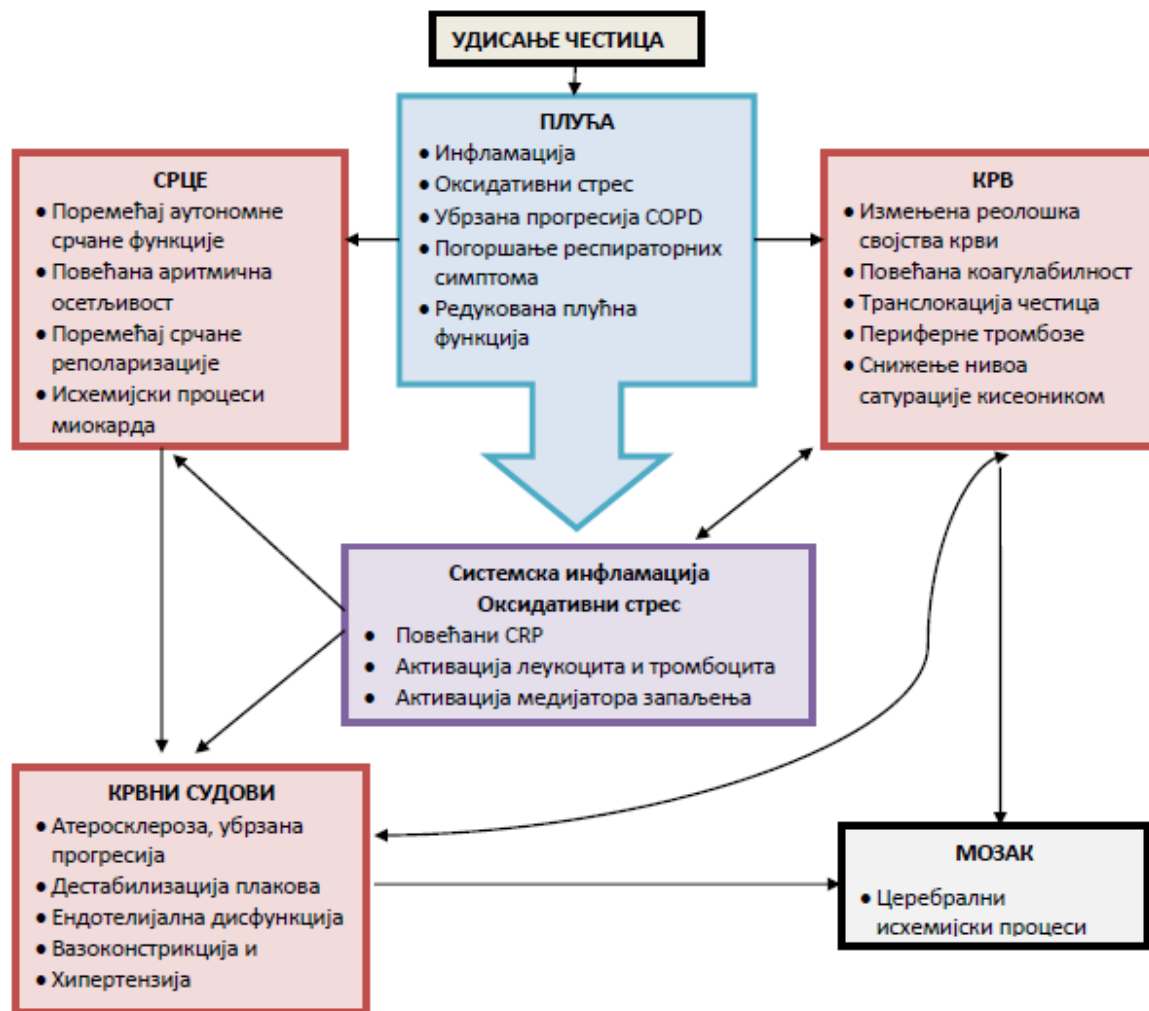 УДИСАЊЕ ЧЕСТИЦА
ПЛУЋА
● Инфламација
● Оксидативни стрес
● Убрзана прогресија COPD
● Погоршање респираторних
симптома
● Редукована плућна
функција
СРЦЕ
● Поремећај аутономне
срчане функције
● Повећана аритмична
осетљивост
● Поремећај срчане
реполаризације
● Исхемијски процеси
миокарда
КРВ
● Измењена реолошка
својства крви
● Повећана коагулабилност
● Транслокација честица
● Периферне тромбозе
● Снижење нивоа
сатурације кисеоником
Системска инфламација
Оксидативни стрес
● Повећани CRP
● Активација леукоцита и тромбоцита
● Активација медијатора запаљења
КРВНИ СУДОВИ
● Атеросклероза, убрзана
прогресија
● Дестабилизација плакова
● Ендотелијална дисфункција
● Вазоконстрикција и
● Хипертензија
МОЗАК
● Церебрални
исхемијски процеси